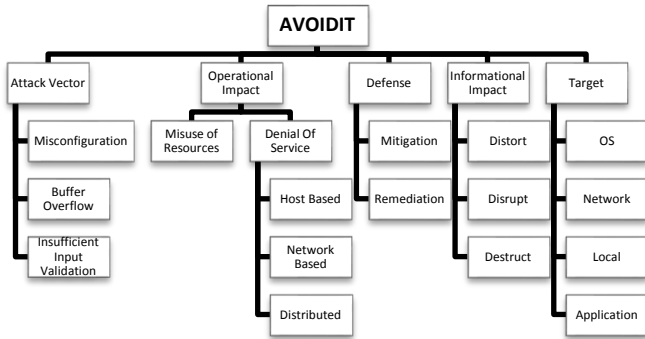 AVOIDIT
Attack Vector
Operational
Impact
Defense
Informational
Impact
Target
Misconfiguration
Misuse of
Resources
Denial Of
Service
Mitigation
Distort
OS
Buffer
Overflow
Host Based
Remediation
Disrupt
Network
Insufficient
Input
Validation
Network
Based
Destruct
Local
Distributed
Application